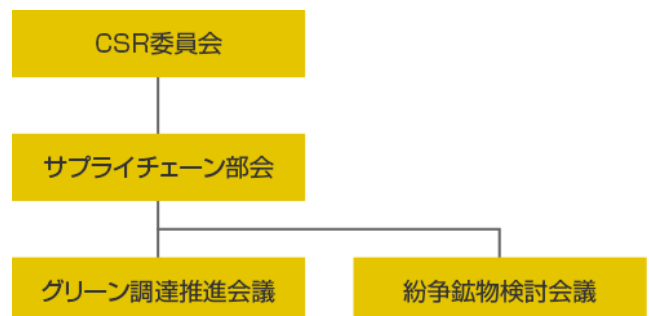 CSR委員会
サプライチェーン部会
グリーン調達推進会議
紛争鉱物検討会議